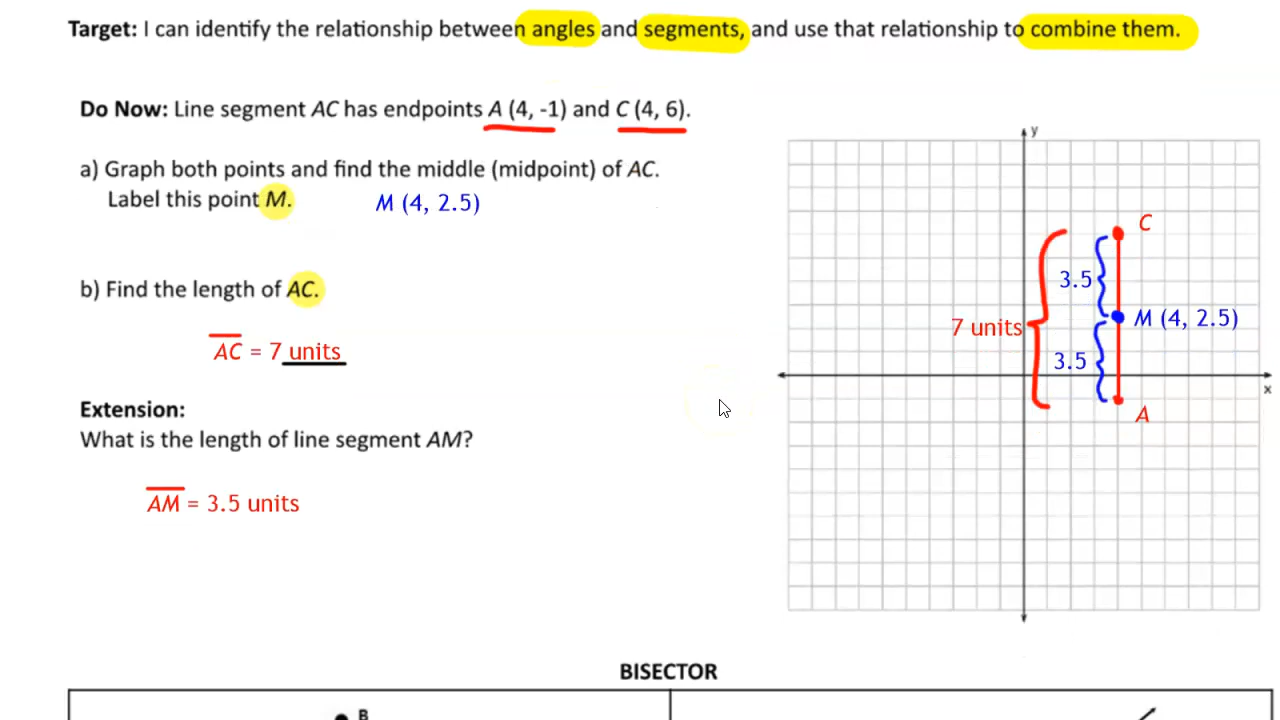 Target: I can identify the relationship between angles and segments, and use that relationship to combine them.
Do Now: Line segment AC has endpoints A (4, -1) and C (4, 6).
a) Graph both points and find the middle (midpoint) of AC.
Label this point M.
M (4, 2.5)
b) Find the length of AC.
AC = 7 units
Extension:
What is the length of line segment AM?
AM = 3.5 units
y
C
3.5
M (4, 2.5)
7 units
3.5
x
A
BISECTOR
B